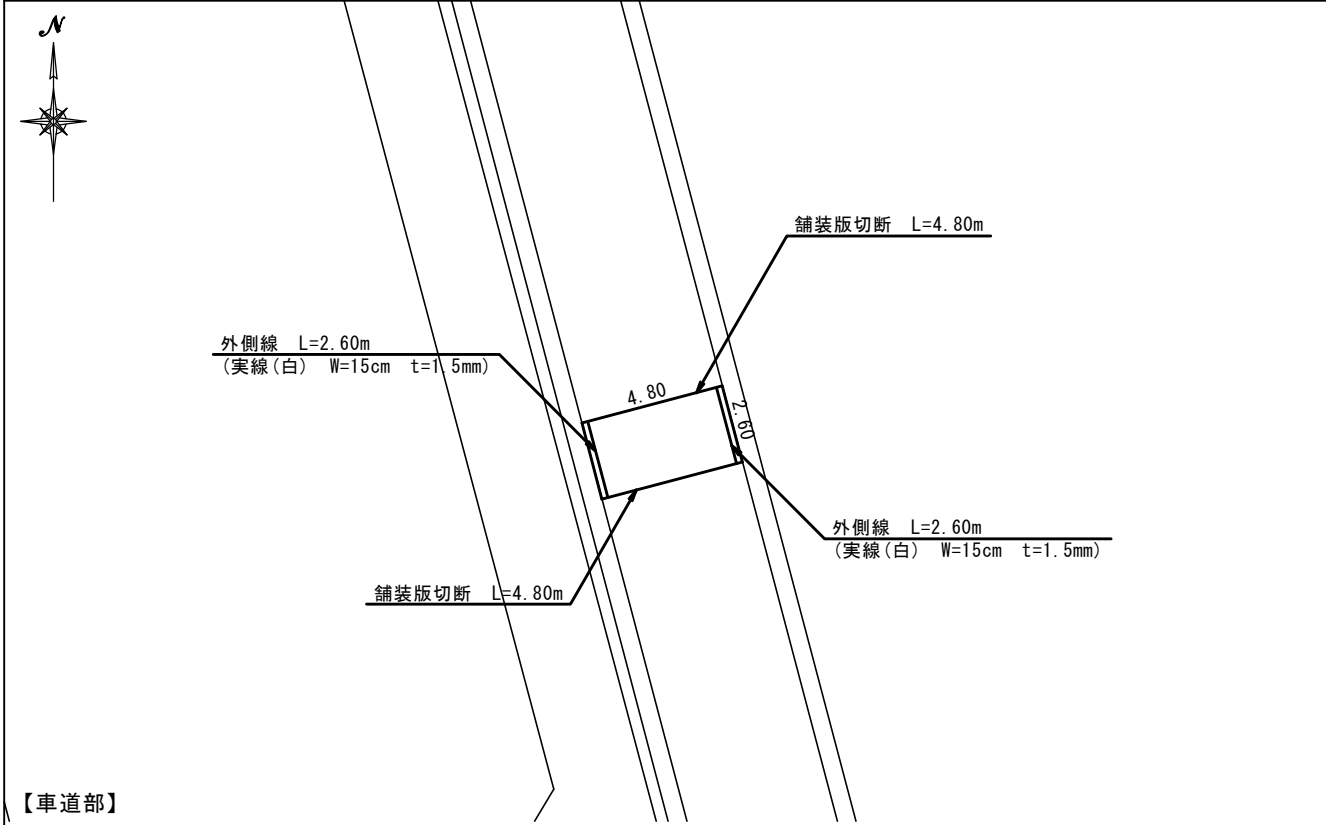 N
舗装版切断 L=4.80m
外側線 L=2.60m
(実線(白) W=15cm t=1.5mm)
4.80
2.60
外側線 L=2.60m
(実線(白) W=15cm t=1.5mm)
舗装版切断 L=4.80m
【車道部】